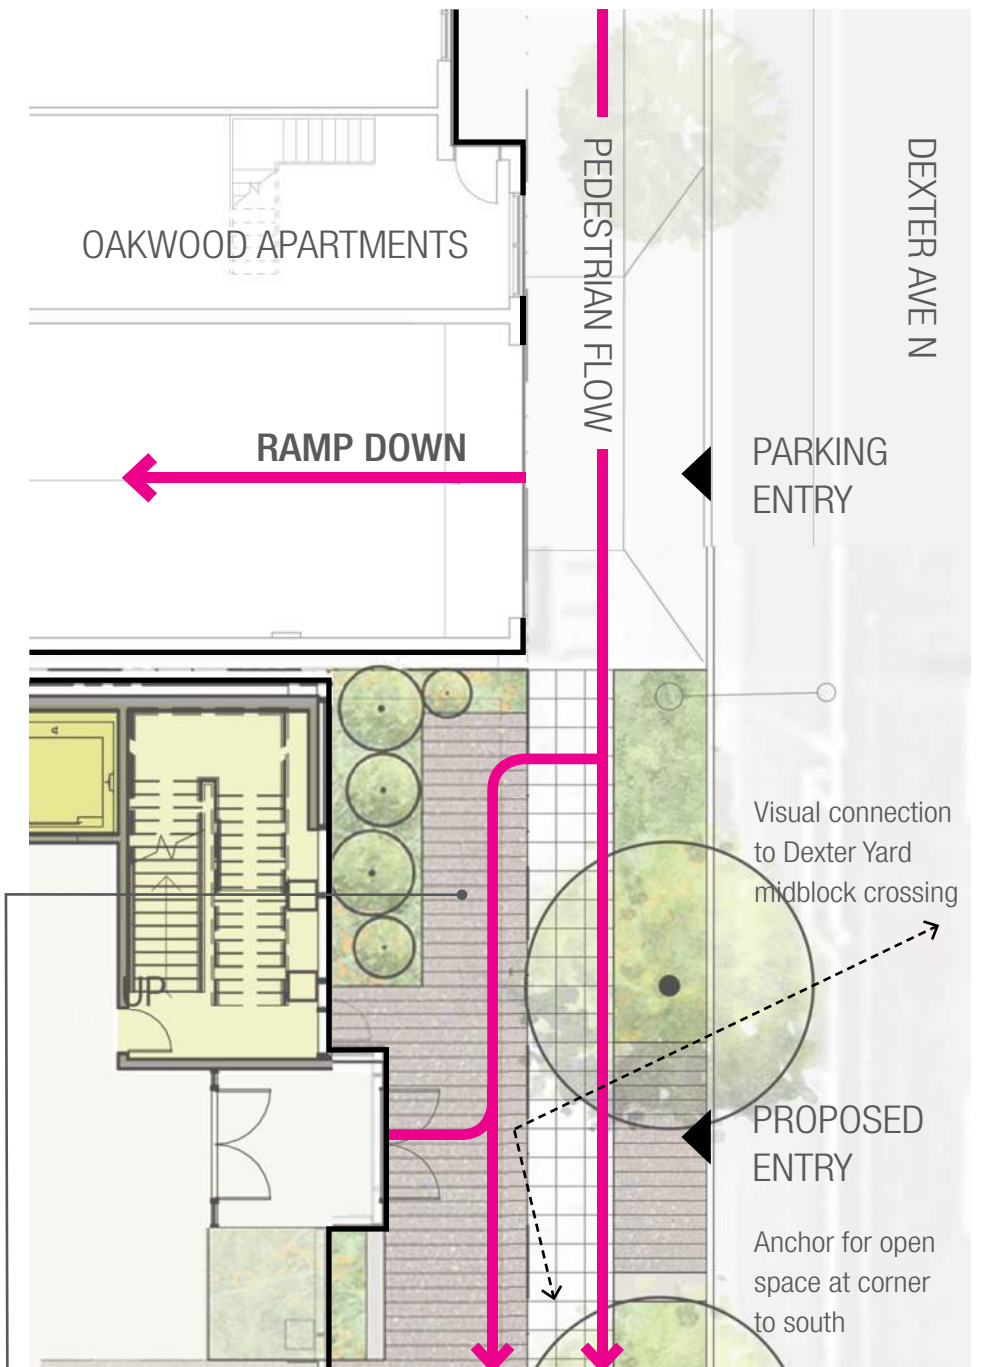 PEDESTRIAN FLOW
DEXTER AVE N
OAKWOOD APARTMENTS
RAMP DOWN
PARKING
ENTRY
Visual connection
to Dexter Yard
midblock crossing
UP
PROPOSED
ENTRY
Anchor for open
space at corner
to south